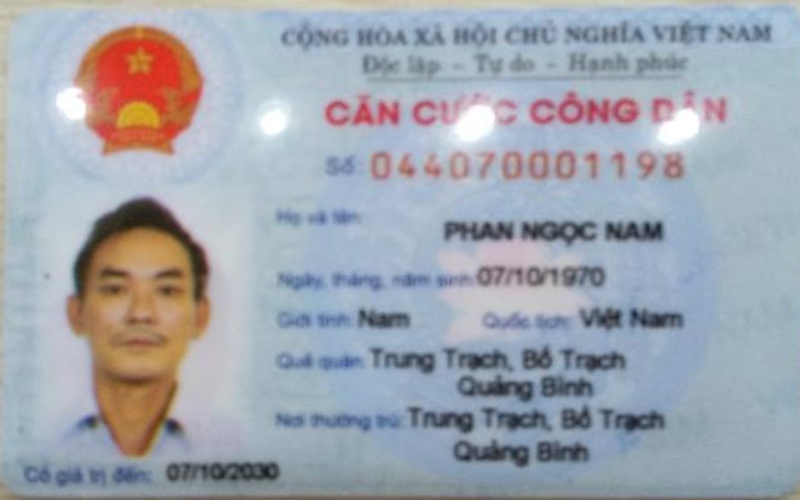 CỘNG HÒA XÃ HỘI CHỦ NGHĨA VIỆT NAM
Độc lập - Tự do - Hạnh phúc
CĂN CƯỚC CÔNG DÂN
Số: 044070001198
Họ và tên:
PHAN NGỌC NAM
Ngày, tháng, năm sinh: 07/10/1970
Giới tính: Nam Quốc tịch: Việt Nam
Quê quán: Trung Trạch, Bố Trạch
Quảng Bình
Nơi thường trú: Trung Trạch, Bố Trạch
Quảng Bình
Có giá trị đến: 07/10/2030